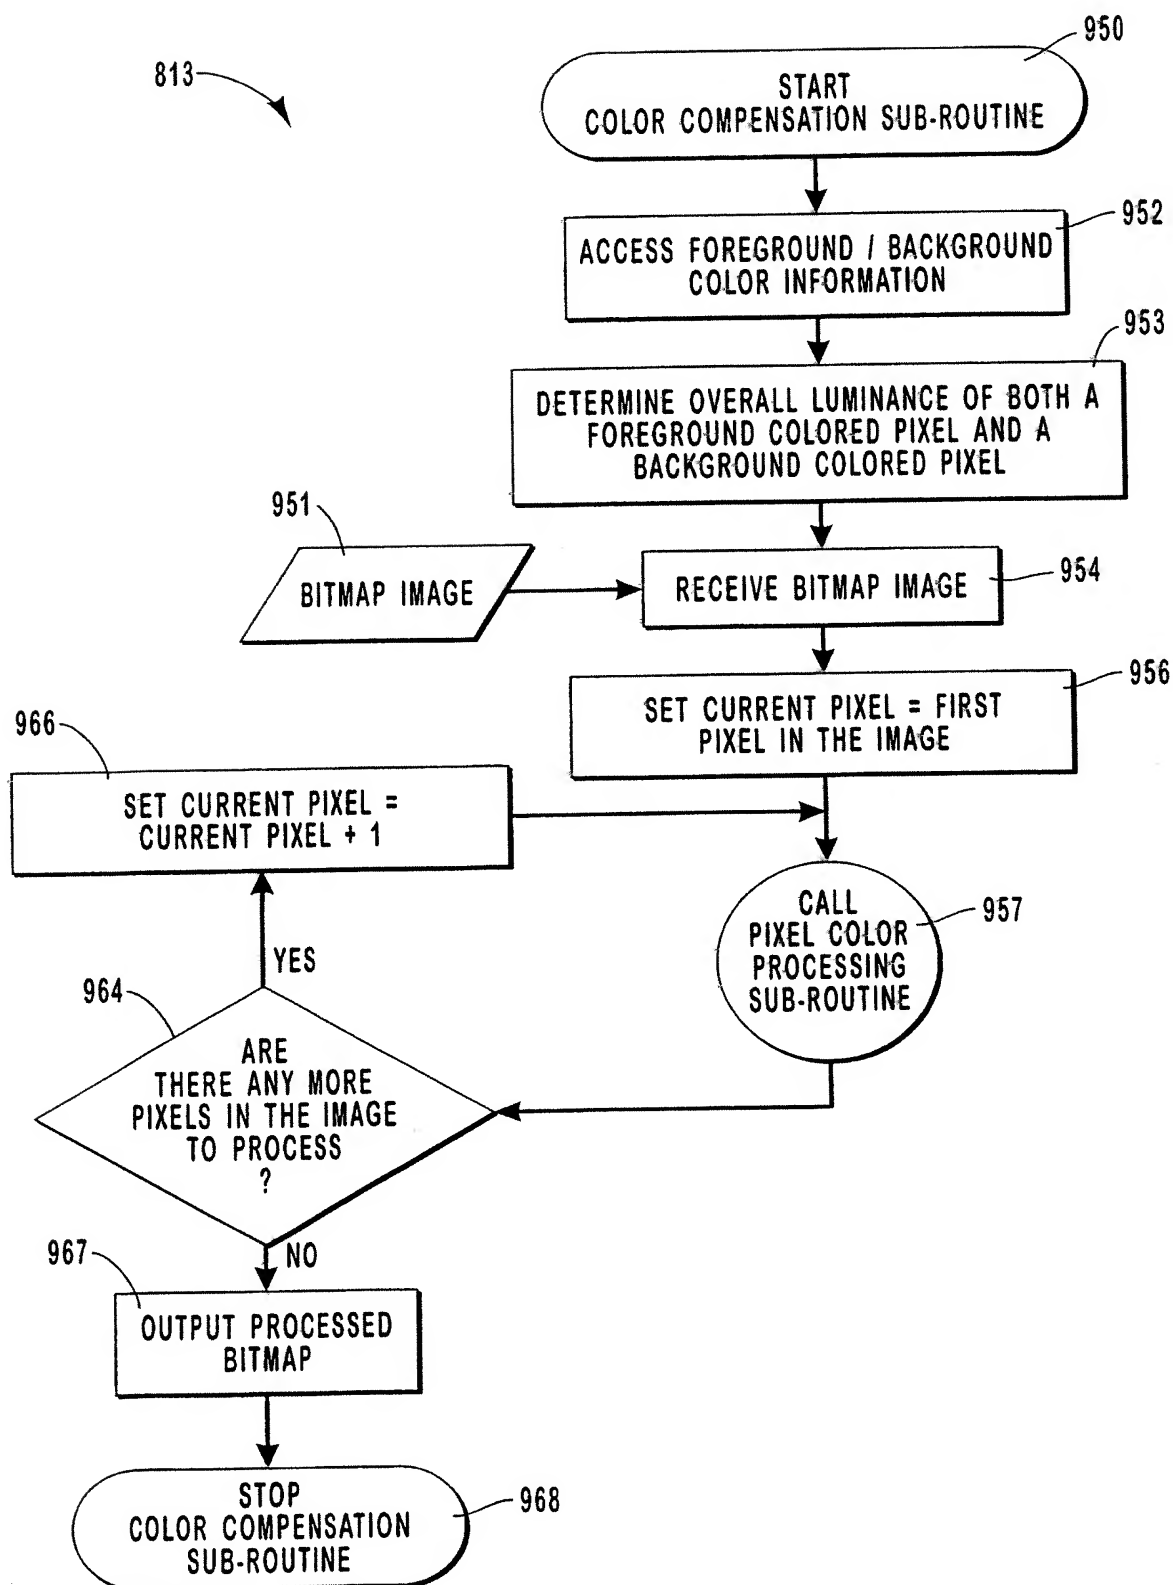 813
950
START
COLOR COMPENSATION SUB-ROUTINE
952
ACCESS FOREGROUND / BACKGROUND
COLOR INFORMATION
953
DETERMINE OVERALL LUMINANCE OF BOTH A
FOREGROUND COLORED PIXEL AND A
BACKGROUND COLORED PIXEL
951
BITMAP IMAGE
RECEIVE BITMAP IMAGE
954
956
SET CURRENT PIXEL = FIRST
PIXEL IN THE IMAGE
966
SET CURRENT PIXEL =
CURRENT PIXEL + 1
CALL
PIXEL COLOR
PROCESSING
SUB-ROUTINE
957
YES
964
ARE
THERE ANY MORE
PIXELS IN THE IMAGE
TO PROCESS
?
NO
967
OUTPUT PROCESSED
BITMAP
STOP
COLOR COMPENSATION
SUB-ROUTINE
968